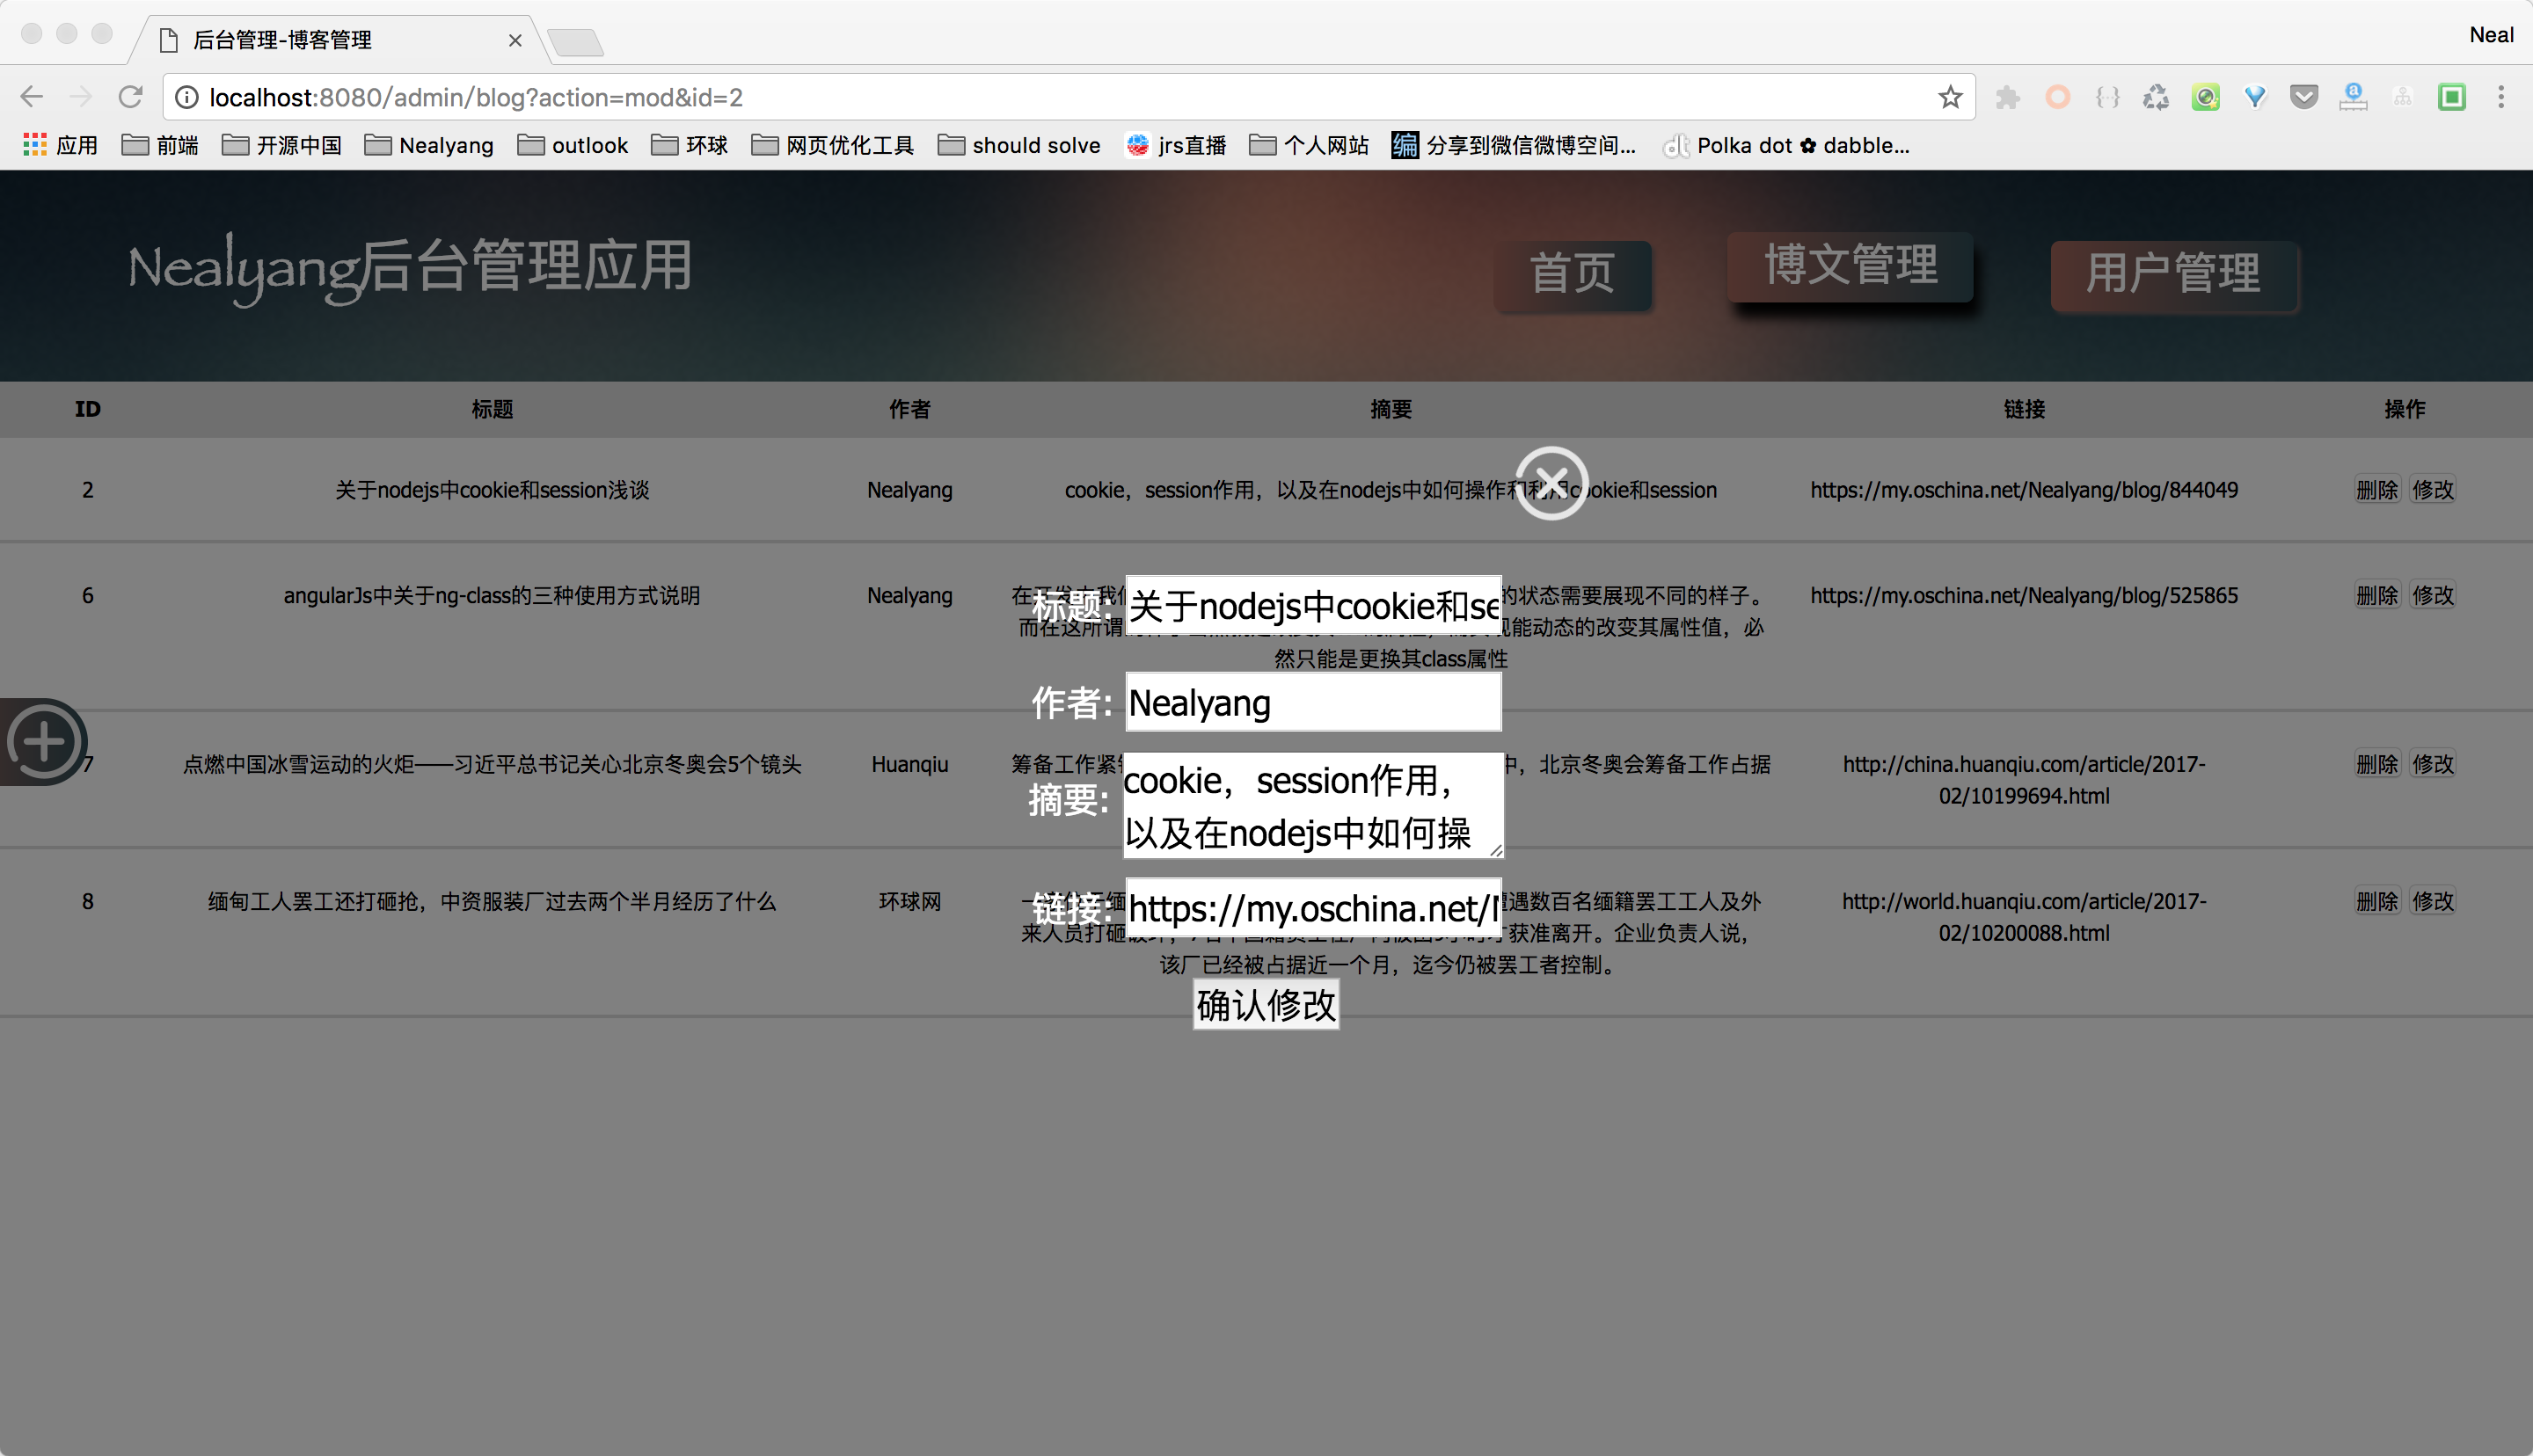 后台管理-博客管理
Neal
localhost:8080/admin/blog?action=mod&id=2
应用 前端 开源中国 Nealyang outlook 环球 网页优化工具 should solve jrs直播 个人网站 编 分享到微信微博空间... dt Polka dot ✿ dabble...
Nealyang后台管理应用 首页 博文管理 用户管理
ID 标题 作者 摘要 链接 操作
2 关于nodejs中cookie和session浅谈 Nealyang cookie，session作用，以及在nodejs中如何操作和利用cookie和session https://my.oschina.net/Nealyang/blog/844049 删除 修改
6 angularJs中关于ng-class的三种使用方式说明 Nealyang 的状态需要展现不同的样子。 https://my.oschina.net/Nealyang/blog/525865 删除 修改
能动态的改变其属性值，必
然只能是更换其class属性
标题: 关于nodejs中cookie和se
作者: Nealyang
7 点燃中国冰雪运动的火炬——习近平总书记关心北京冬奥会5个镜头 Huanqiu 筹备工作紧 中，北京冬奥会筹备工作占据 http://china.huanqiu.com/article/2017-
02/10199694.html
删除 修改
摘要: cookie，session作用，
以及在nodejs中如何操
8 缅甸工人罢工还打砸抢，中资服装厂过去两个半月经历了什么 环球网 遭遇数百名缅籍罢工工人及外 http://world.huanqiu.com/article/2017-
02/10200088.html
删除 修改
来人员打砸 获准离开。企业负责人说，
该厂已经被占据近一个月，迄今仍被罢工者控制。
链接: https://my.oschina.net/
确认修改